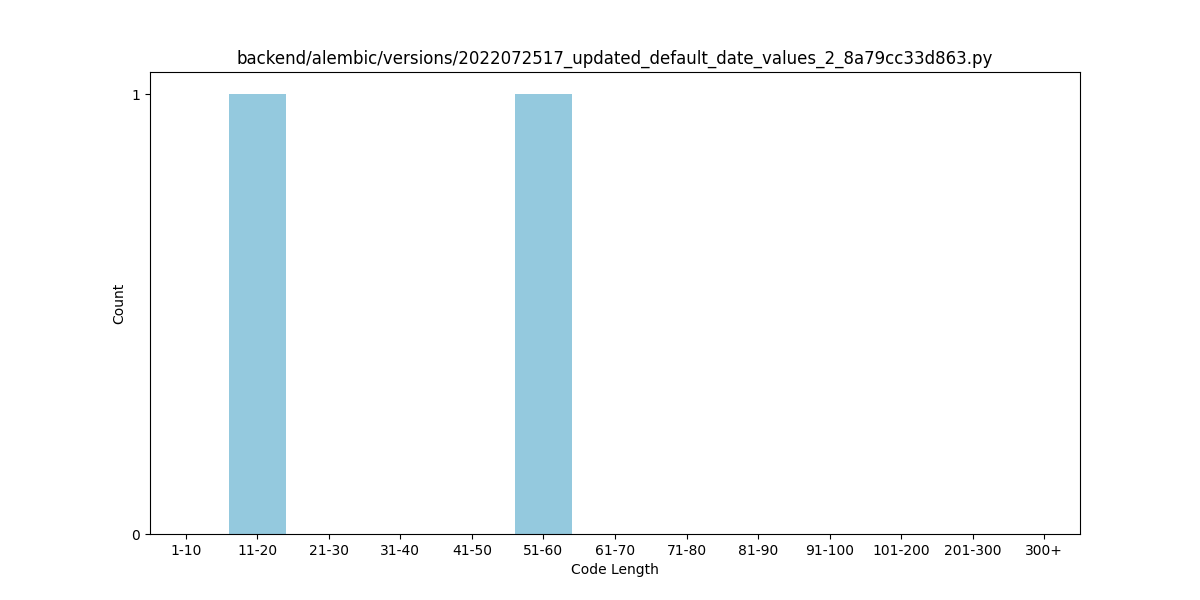 backend/alembic/versions/2022072517_updated_default_date_values_2_8a79cc33d863.py
1
Count
0
1-10 11-20 21-30 31-40 41-50 51-60 61-70 71-80 81-90 91-100 101-200 201-300 300+
Code Length